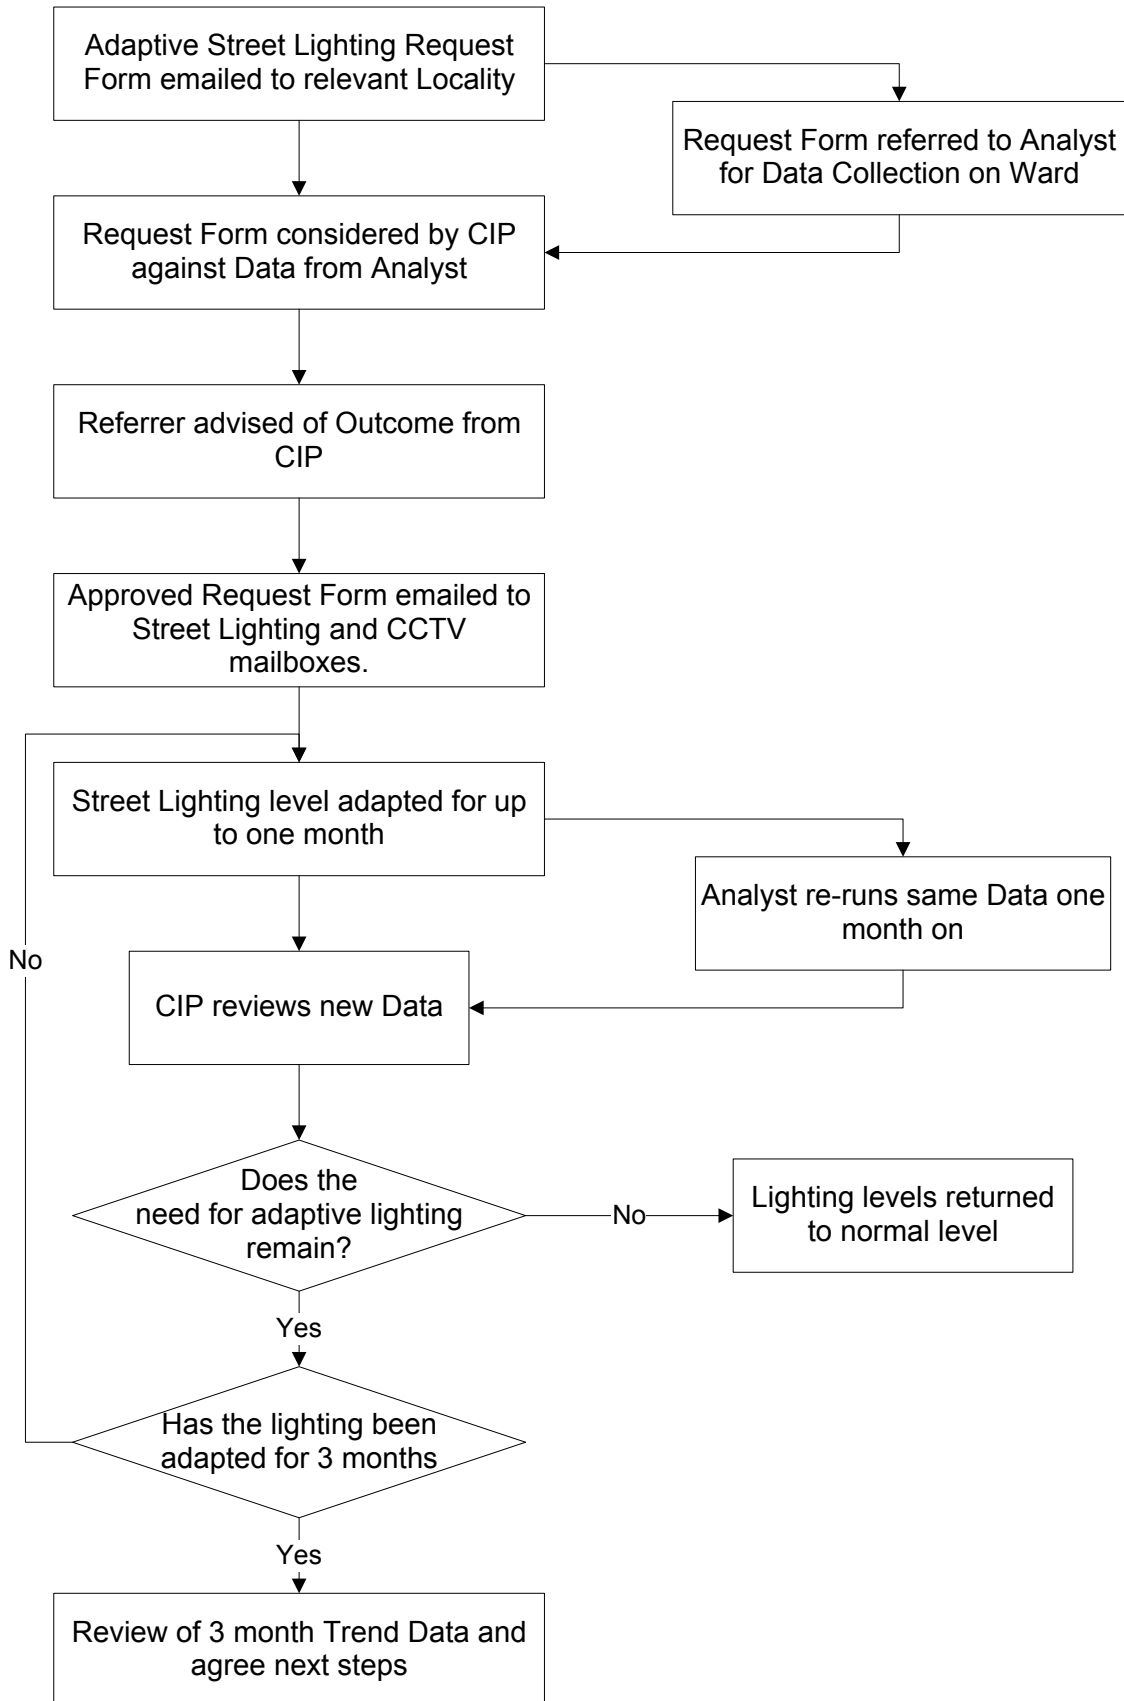 Adaptive Street Lighting Request
Form emailed to relevant Locality
Request Form referred to Analyst
for Data Collection on Ward
Request Form considered by CIP
against Data from Analyst
Referrer advised of Outcome from
CIP
Approved Request Form emailed to
Street Lighting and CCTV
mailboxes.
Street Lighting level adapted for up
to one month
Analyst re-runs same Data one
month on
No
CIP reviews new Data
Does the
need for adaptive lighting
remain?
No
Lighting levels returned
to normal level
Yes
Has the lighting been
adapted for 3 months
Yes
Review of 3 month Trend Data and
agree next steps